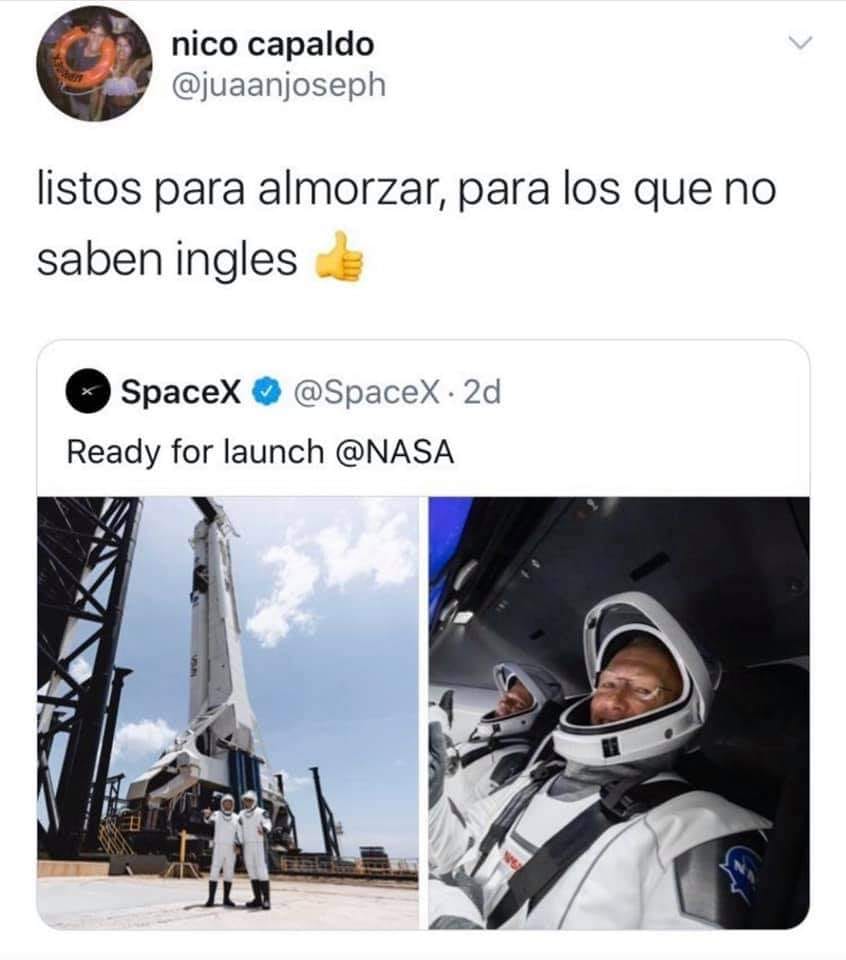 nico capaldo
@juaanjoseph
listos para almorzar, para los que no
saben ingles 👍
SpaceX @SpaceX · 2d
Ready for launch @NASA